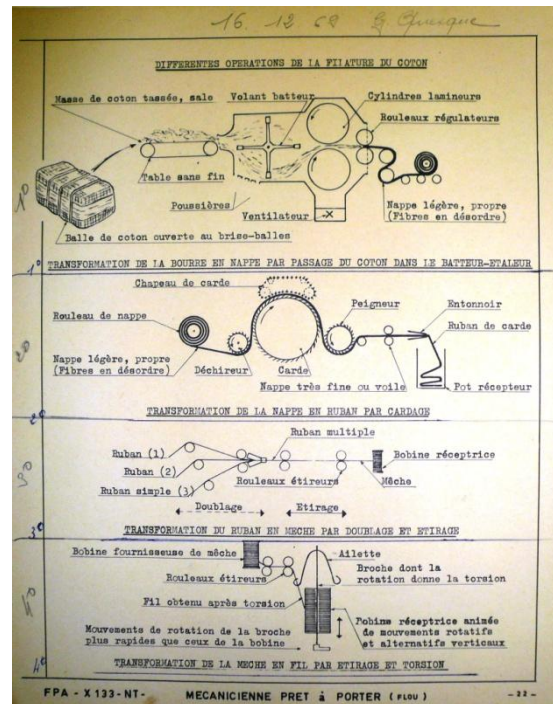 16. 12. 69
DIFFERENTES OPERATIONS DE LA FILATURE DU COTON
Masse de coton tassée, sale
Volant batteur
Cylindres lamineurs
Rouleaux régulateurs
Table sans fin
Poussières
Ventilateur
Nappe légère, propre
(Fibres en désordre)
Balle de coton ouverte au brise-balles
1°
1°
TRANSFORMATION DE LA BOURRE EN NAPPE PAR PASSAGE DU COTON DANS LE BATTEUR-ETALEUR
Chapeau de carde
Rouleau de nappe
Peigneur
Entonnoir
Ruban de carde
Nappe légère, propre
(Fibres en désordre)
Déchireur
Carde
Nappe très fine ou voile
Pot récepteur
2°
2°
TRANSFORMATION DE LA NAPPE EN RUBAN PAR CARDAGE
Ruban (1)
Ruban multiple
Bobine réceptrice
Ruban (2)
Ruban simple (3)
Rouleaux étireurs
Mèche
Doublage
Etirage
3°
3°
TRANSFORMATION DU RUBAN EN MECHE PAR DOUBLAGE ET ETIRAGE
Bobine fournisseuse de mêche
Ailette
Rouleaux étireurs
Broche dont la
rotation donne la torsion
Fil obtenu après torsion
Mouvements de rotation de la broche
plus rapides que ceux de la bobine
Bobine réceptrice animée
de mouvements rotatifs
et alternatifs verticaux
4°
4°
TRANSFORMATION DE LA MECHE EN FIL PAR ETIRAGE ET TORSION
FPA - X 133 - NT - MECANICIENNE PRET à PORTER (FLOU) - 22 -